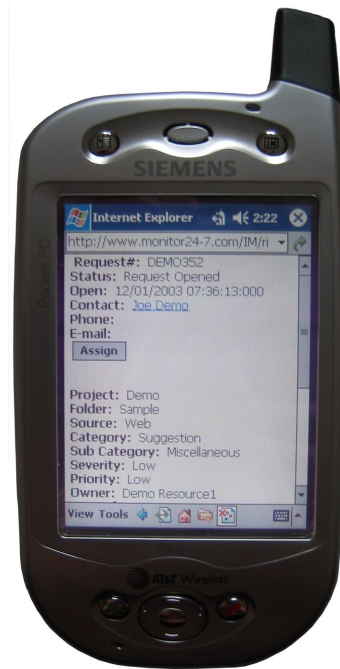 SIEMENS
Pocket PC
Internet Explorer 2:22
http://www.monitor24-7.com/IM/ri
Request#: DEMO352
Status: Request Opened
Open: 12/01/2003 07:36:13:000
Contact: Joe Demo
Phone:
E-mail:
Assign
Project: Demo
Folder: Sample
Source: Web
Category: Suggestion
Sub Category: Miscellaneous
Severity: Low
Priority: Low
Owner: Demo Resource1
View Tools
AT&T Wireless